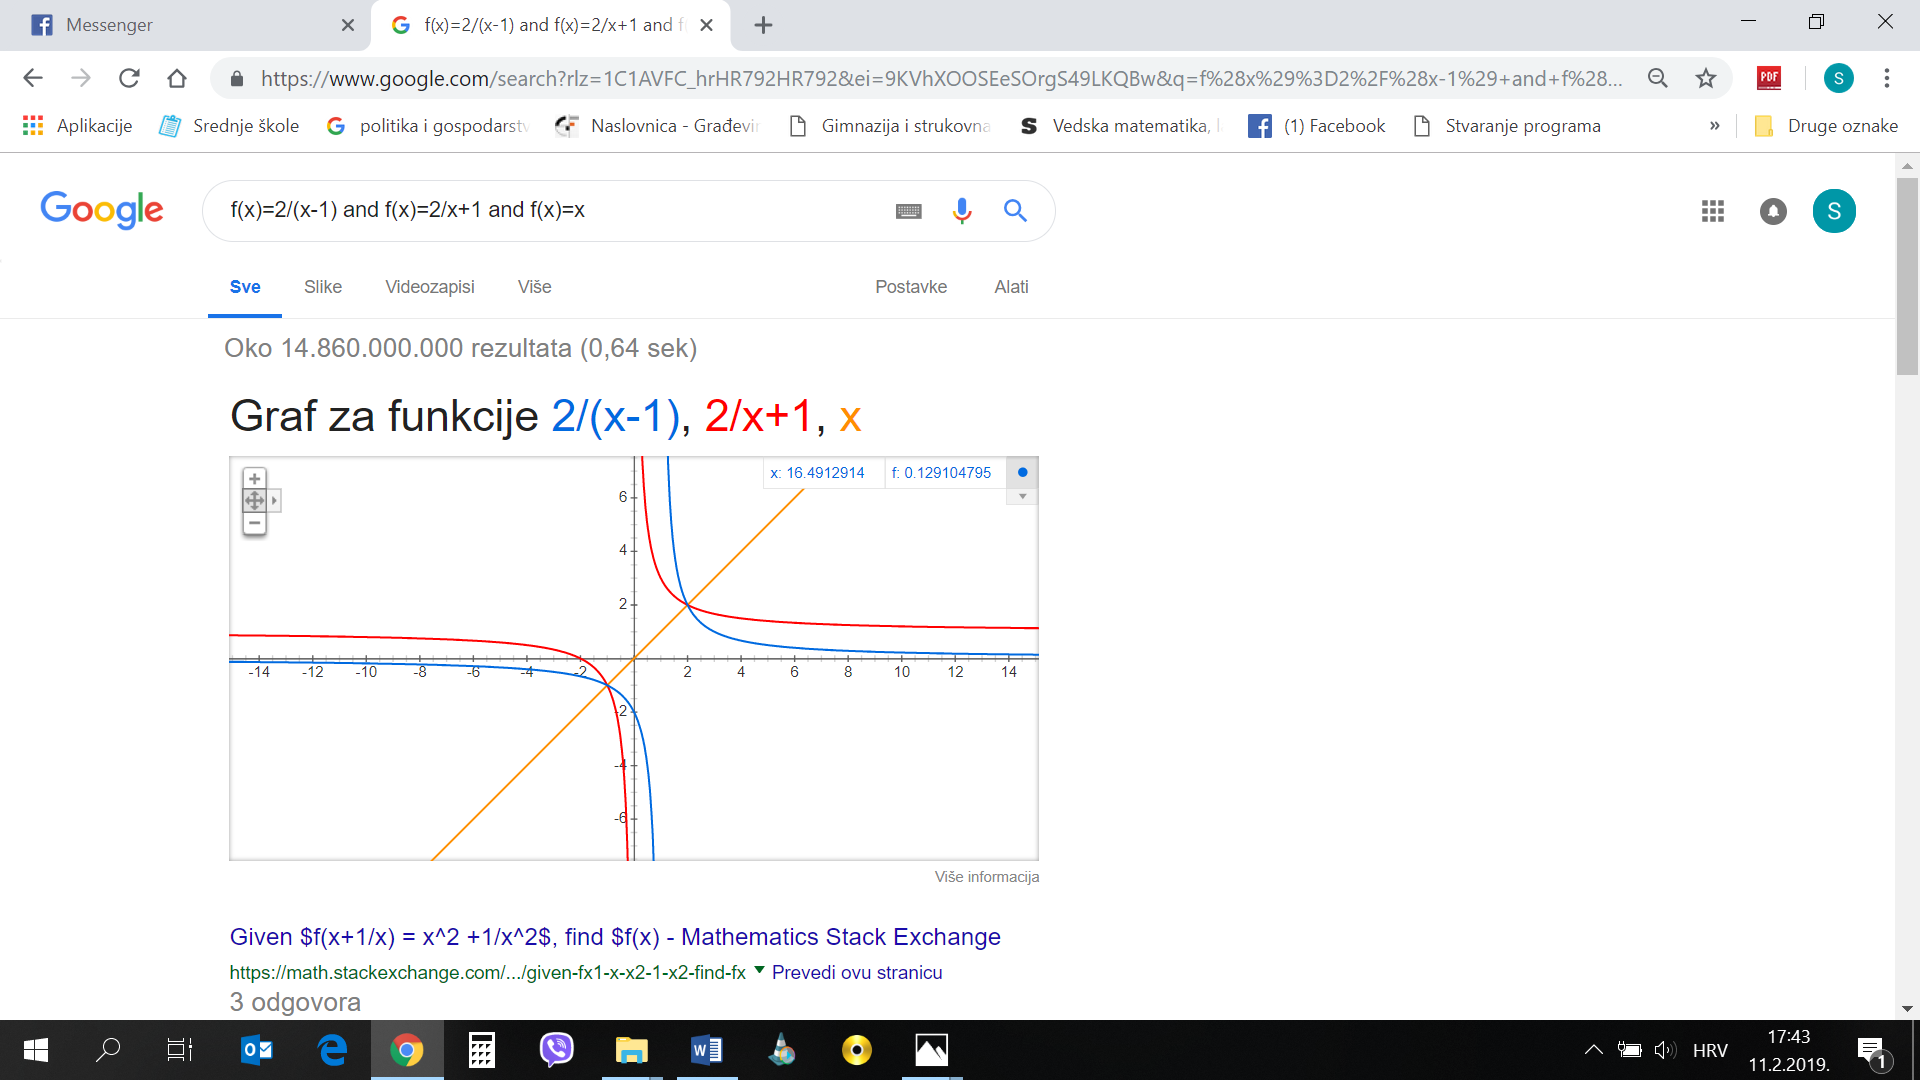 Messenger
f(x)=2/(x-1) and f(x)=2/x+1 and f
https://www.google.com/search?rlz=1C1AVFC_hrHR792HR792&ei=9KVhXOOSEeSOrgS49LKQBw&q=f%28x%29%3D2%2F%28x-1%29+and+f%28...
PDF
S
Aplikacije
Srednje škole
politika i gospodarstv
Naslovnica - Građevi
Gimnazija i strukovna
Vedska matematika,
(1) Facebook
Stvaranje programa
»
Druge oznake
Google
f(x)=2/(x-1) and f(x)=2/x+1 and f(x)=x
S
Sve
Slike
Videozapisi
Više
Postavke
Alati
Oko 14.860.000.000 rezultata (0,64 sek)
Graf za funkcije 2/(x-1), 2/x+1, x
x: 16.4912914
f: 0.129104795
6
4
2
-14 -12 -10 -8 -6 -4 -2 2 4 6 8 10 12 14
-2
-4
-6
Više informacija
Given $f(x+1/x) = x^2 +1/x^2$, find $f(x) - Mathematics Stack Exchange
https://math.stackexchange.com/.../given-fx1-x-x2-1-x2-find-fx Prevedi ovu stranicu
3 odgovora
HRV
17:43
11.2.2019.
1